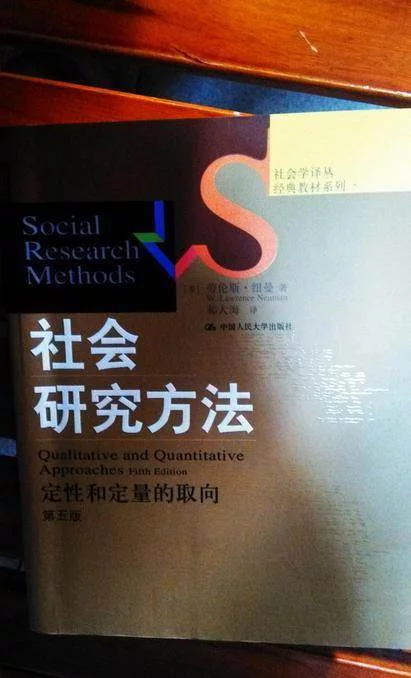 社会学译丛
经典教材系列
Social
Research
Methods
[美] 劳伦斯·纽曼 著
W. Lawrence Neuman
郝大海 译
中国人民大学出版社
社会
研究方法
Qualitative and Quantitative
Approaches Fifth Edition
定性和定量的取向
第五版